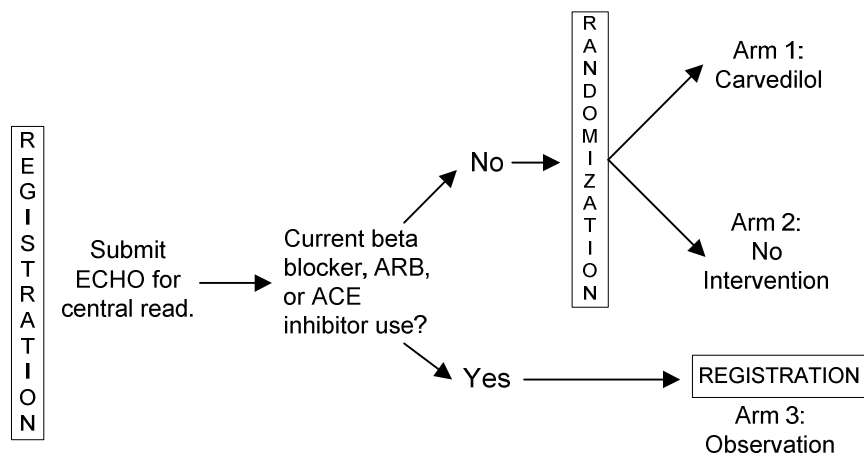 REGISTRATION
Submit
ECHO for
central read.
Current beta
blocker, ARB,
or ACE
inhibitor use?
No
RANDOMIZATION
Arm 1:
Carvedilol
Arm 2:
No
Intervention
Yes
REGISTRATION
Arm 3:
Observation